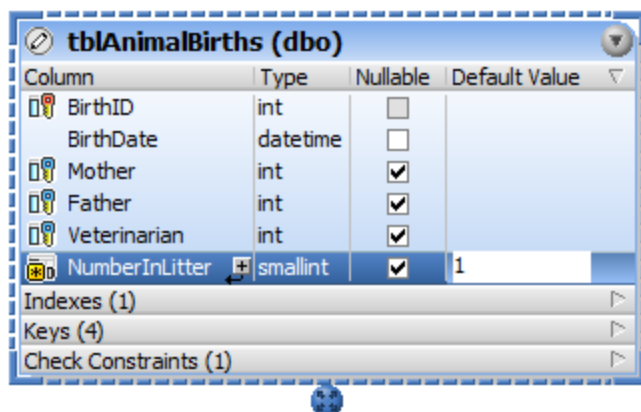 tblAnimalBirths (dbo)
Column Type Nullable Default Value
BirthID int
BirthDate datetime
Mother int
Father int
Veterinarian int
NumberInLitter smallint 1
Indexes (1)
Keys (4)
Check Constraints (1)